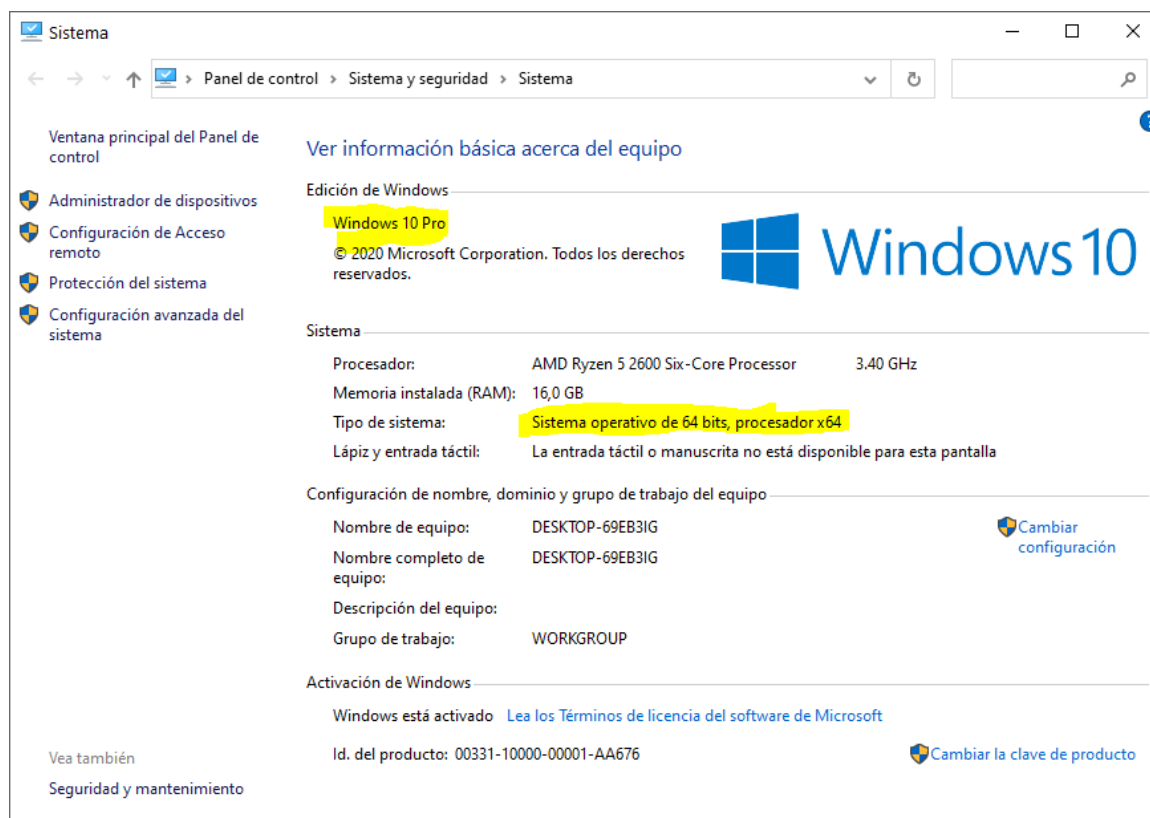 Sistema
Panel de control > Sistema y seguridad > Sistema
Ventana principal del Panel de
control
Administrador de dispositivos
Configuración de Acceso
remoto
Protección del sistema
Configuración avanzada del
sistema
Ver información básica acerca del equipo
Edición de Windows
Windows 10 Pro
© 2020 Microsoft Corporation. Todos los derechos
reservados.
Windows 10
Sistema
Procesador: AMD Ryzen 5 2600 Six-Core Processor 3.40 GHz
Memoria instalada (RAM): 16,0 GB
Tipo de sistema: Sistema operativo de 64 bits, procesador x64
Lápiz y entrada táctil: La entrada táctil o manuscrita no está disponible para esta pantalla
Configuración de nombre, dominio y grupo de trabajo del equipo
Nombre de equipo: DESKTOP-69EB3IG
Cambiar
configuración
Nombre completo de
equipo: DESKTOP-69EB3IG
Descripción del equipo:
Grupo de trabajo: WORKGROUP
Activación de Windows
Windows está activado Lea los Términos de licencia del software de Microsoft
Id. del producto: 00331-10000-00001-AA676
Cambiar la clave de producto
Vea también
Seguridad y mantenimiento